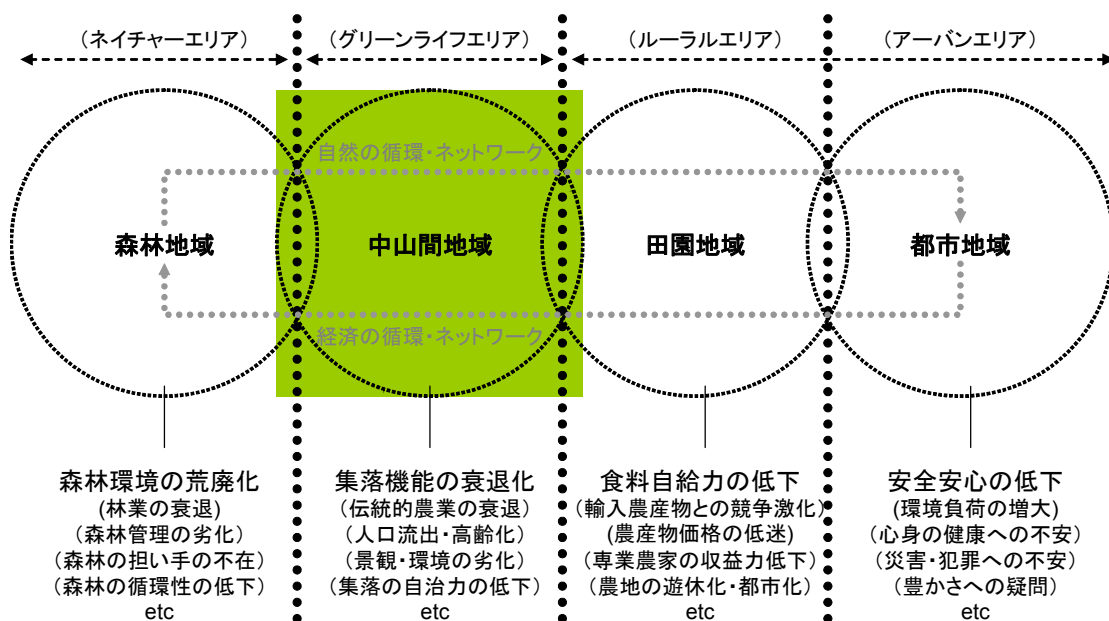 （ネイチャーエリア）
（グリーンライフエリア）
（ルーラルエリア）
（アーバンエリア）
自然の循環・ネットワーク
森林地域
中山間地域
田園地域
都市地域
経済の循環・ネットワーク
森林環境の荒廃化
(林業の衰退)
（森林管理の劣化）
（森林の担い手の不在）
（森林の循環性の低下）
etc
集落機能の衰退化
（伝統的農業の衰退）
（人口流出・高齢化）
（景観・環境の劣化）
（集落の自治力の低下）
etc
食料自給力の低下
（輸入農産物との競争激化）
(農産物価格の低迷)
（専業農家の収益力低下）
（農地の遊休化・都市化）
etc
安全安心の低下
(環境負荷の増大)
（心身の健康への不安）
（災害・犯罪への不安）
（豊かさへの疑問）
etc